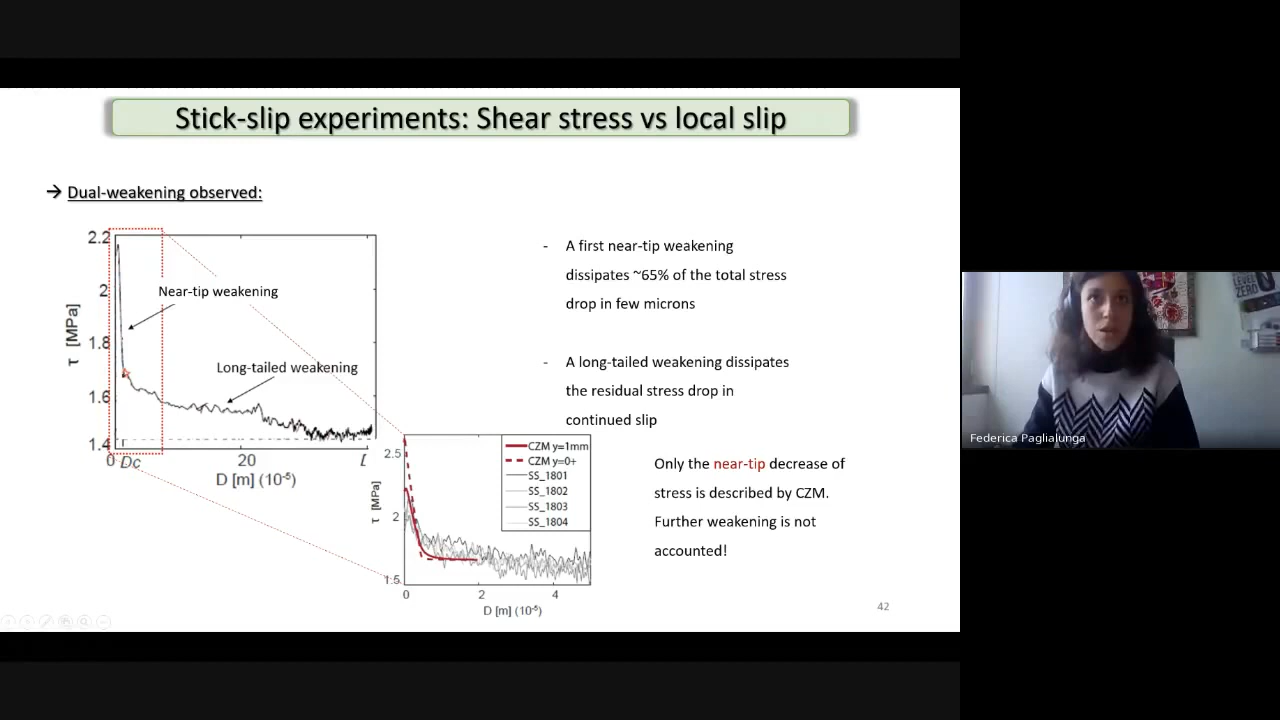 Stick-slip experiments: Shear stress vs local slip
→ Dual-weakening observed:
2.2
2
1.8
1.6
1.4
τ [MPa]
Near-tip weakening
Long-tailed weakening
0 Dc 20
D [m] (10⁻⁵)
- A first near-tip weakening
dissipates ~65% of the total stress
drop in few microns
- A long-tailed weakening dissipates
the residual stress drop in
continued slip
2.5
2
1.5
τ [MPa]
CZM y=1mm
CZM y=0+
SS_1801
SS_1802
SS_1803
SS_1804
0 2 4
D [m] (10⁻⁵)
Only the near-tip decrease of
stress is described by CZM.
Further weakening is not
accounted!
42
LEVEL
ZERO
Federica Paglialunga